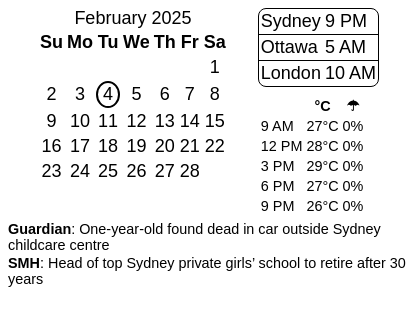 February 2025
Su Mo Tu We Th Fr Sa
1
2 3 4 5 6 7 8
9 10 11 12 13 14 15
16 17 18 19 20 21 22
23 24 25 26 27 28
Sydney 9 PM
Ottawa 5 AM
London 10 AM
°C ☂
9 AM 27°C 0%
12 PM 28°C 0%
3 PM 29°C 0%
6 PM 27°C 0%
9 PM 26°C 0%
Guardian: One-year-old found dead in car outside Sydney
childcare centre
SMH: Head of top Sydney private girls’ school to retire after 30
years